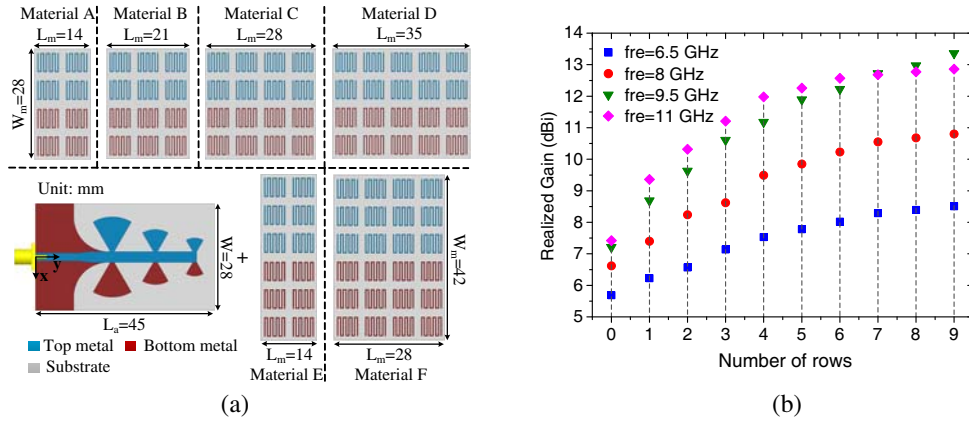 Material A Material B Material C Material D
Lm=14 Lm=21 Lm=28 Lm=35
Wm=28
Unit: mm
y
x
W=28
+
La=45
Top metal Bottom metal
Substrate
Wm=42
Lm=14 Lm=28
Material E Material F
(a)
Realized Gain (dBi)
14
13
12
11
10
9
8
7
6
5
fre=6.5 GHz
fre=8 GHz
fre=9.5 GHz
fre=11 GHz
0 1 2 3 4 5 6 7 8 9
Number of rows
(b)